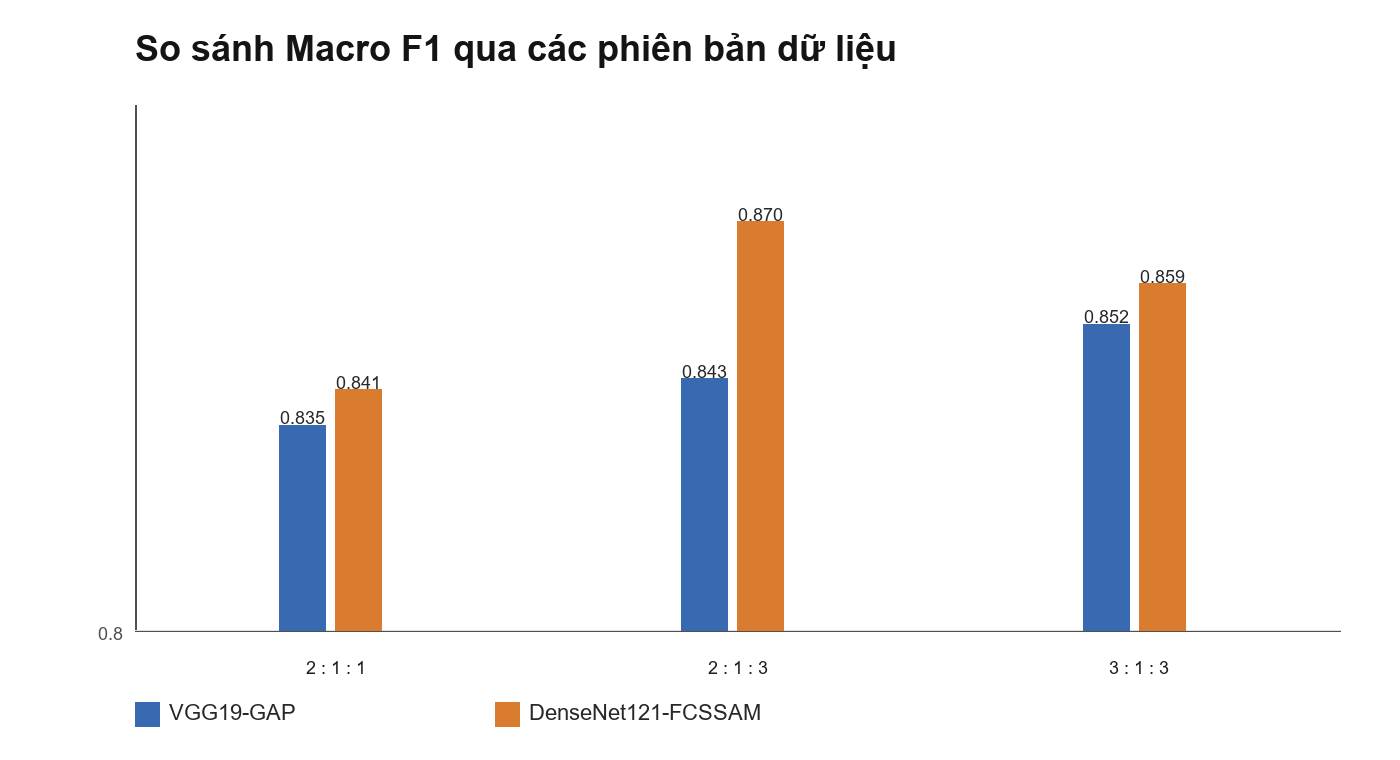 So sánh Macro F1 qua các phiên bản dữ liệu
0.870
0.859
0.852
0.843
0.841
0.835
0.8
2 : 1 : 1
2 : 1 : 3
3 : 1 : 3
VGG19-GAP
DenseNet121-FCSSAM